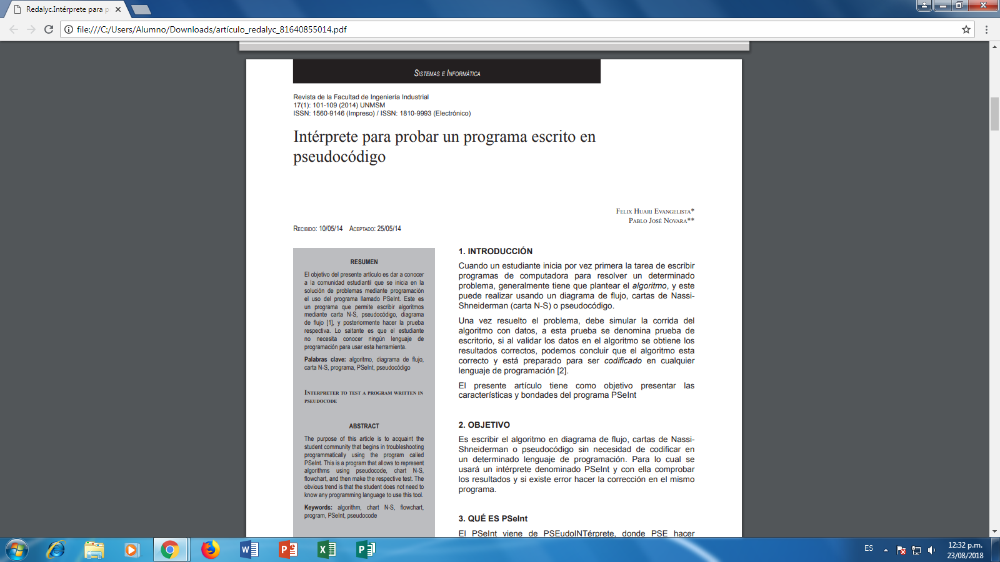 Redalyc.Intérprete para p
file:///C:/Users/Alumno/Downloads/artículo_redalyc_81640855014.pdf
SISTEMAS E INFORMÁTICA
Revista de la Facultad de Ingeniería Industrial
17(1): 101-109 (2014) UNMSM
ISSN: 1560-9146 (Impreso) / ISSN: 1810-9993 (Electrónico)
Intérprete para probar un programa escrito en
pseudocódigo
FELIX HUARI EVANGELISTA*
PABLO JOSÉ NOVARA**
RECIBIDO: 10/05/14 ACEPTADO: 25/05/14
RESUMEN
El objetivo del presente artículo es dar a conocer
a la comunidad estudiantil que se inicia en la
solución de problemas mediante programación
el uso del programa llamado PSeInt. Este es
un programa que permite escribir algoritmos
mediante carta N-S, pseudocódigo, diagrama
de flujo [1], y posteriormente hacer la prueba
respectiva. Lo saltante es que el estudiante
no necesita conocer ningún lenguaje de
programación para usar esta herramienta.
Palabras clave: algoritmo, diagrama de flujo,
carta N-S, programa, PSeInt, pseudocódigo
INTERPRETER TO TEST A PROGRAM WRITTEN IN
PSEUDOCODE
ABSTRACT
The purpose of this article is to acquaint the
student community that begins in troubleshooting
programmatically using the program called
PSeInt. This is a program that allows to represent
algorithms using pseudocode, chart N-S,
flowchart, and then make the respective test. The
obvious trend is that the student does not need to
know any programming language to use this tool.
Keywords: algorithm, chart N-S, flowchart,
program, PSeInt, pseudocode
1. INTRODUCCIÓN
Cuando un estudiante inicia por vez primera la tarea de escribir
programas de computadora para resolver un determinado
problema, generalmente tiene que plantear el algoritmo, y este
puede realizar usando un diagrama de flujo, cartas de Nassi-
Shneiderman (carta N-S) o pseudocódigo.
Una vez resuelto el problema, debe simular la corrida del
algoritmo con datos, a esta prueba se denomina prueba de
escritorio, si al validar los datos en el algoritmo se obtiene los
resultados correctos, podemos concluir que el algoritmo esta
correcto y está preparado para ser codificado en cualquier
lenguaje de programación [2].
El presente artículo tiene como objetivo presentar las
características y bondades del programa PSeInt
2. OBJETIVO
Es escribir el algoritmo en diagrama de flujo, cartas de Nassi-
Shneiderman o pseudocódigo sin necesidad de codificar en
un determinado lenguaje de programación. Para lo cual se
usará un intérprete denominado PSeInt y con ella comprobar
los resultados y si existe error hacer la corrección en el mismo
programa.
3. QUÉ ES PSeInt
El PSeInt viene de PSEudoINTérprete, donde PSE hacer
ES
12:32 p.m.
23/08/2018